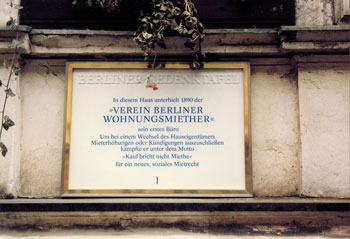 BERLINER GEDENKTAFEL
In diesem Haus unterhielt 1890 der
»VEREIN BERLINER
WOHNUNGSMIETHER«
sein erstes Büro
Um bei einem Wechsel des Hauseigentümers
Mieterhöhungen oder Kündigungen auszuschließen
kämpfte er unter dem Motto
»Kauf bricht nicht Miethe«
für ein neues, soziales Mietrecht